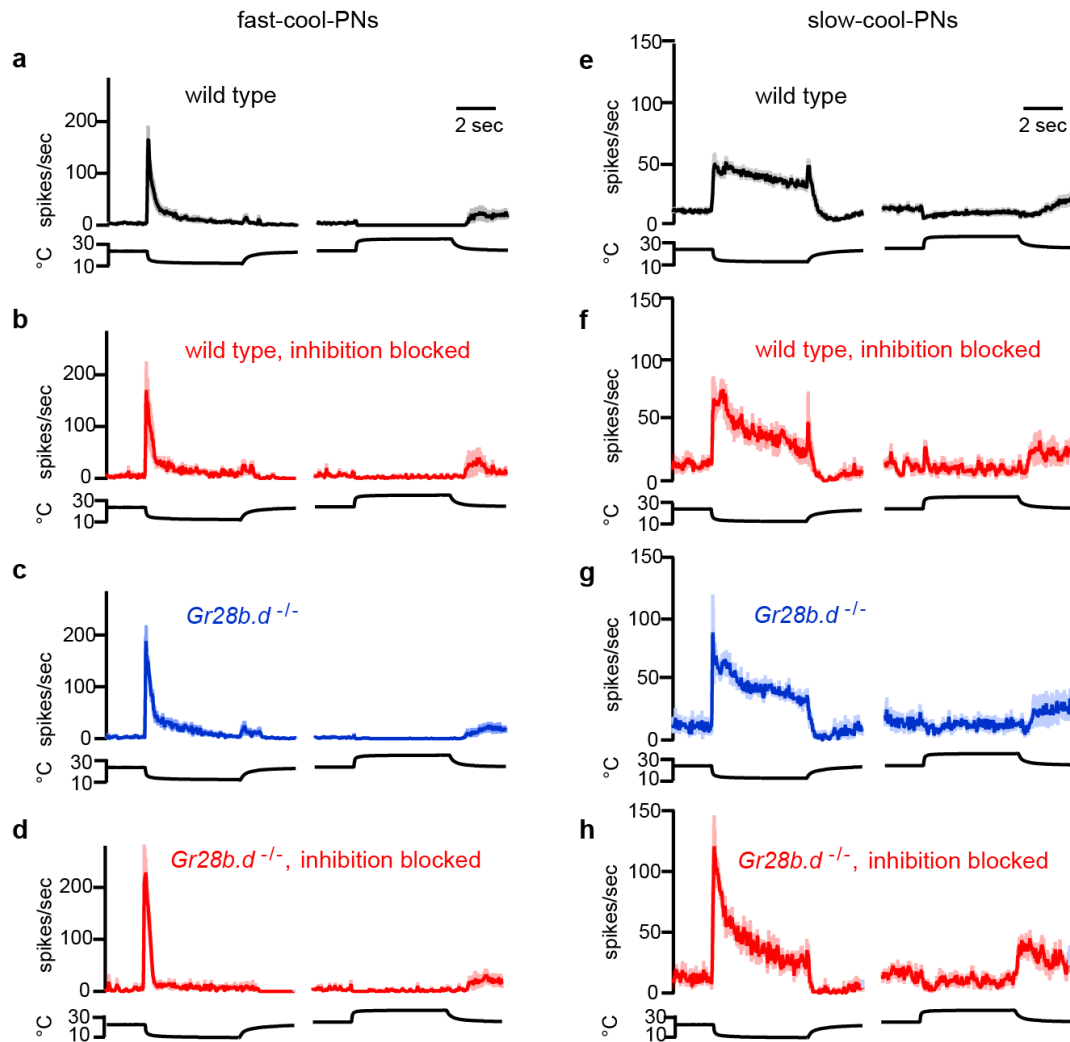 fast-cool-PNs
slow-cool-PNs
a
wild type
2 sec
spikes/sec
200
100
0
°C
30
10
b
wild type, inhibition blocked
spikes/sec
200
100
0
°C
30
10
c
Gr28b.d -/-
spikes/sec
200
100
0
°C
30
10
d
Gr28b.d -/-, inhibition blocked
spikes/sec
200
100
0
°C
30
10
e
wild type
2 sec
spikes/sec
150
100
50
0
°C
30
10
f
wild type, inhibition blocked
spikes/sec
150
100
50
0
°C
30
10
g
Gr28b.d -/-
spikes/sec
150
100
50
0
°C
30
10
h
Gr28b.d -/-, inhibition blocked
spikes/sec
150
100
50
0
°C
30
10